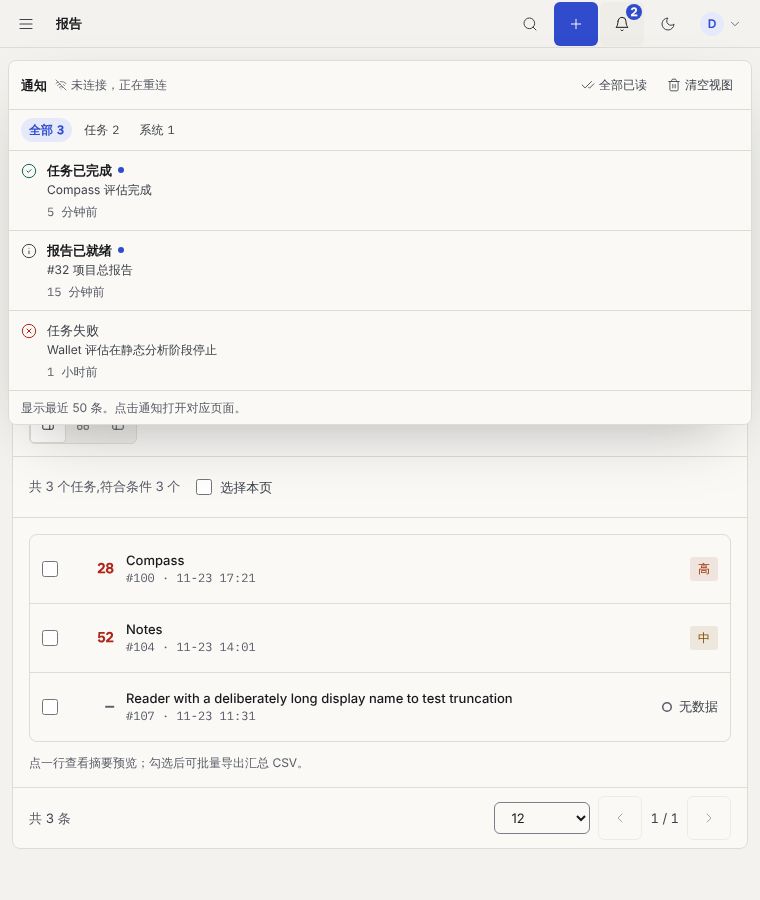 报告
2
D
通知 未连接，正在重连 全部已读 清空视图
全部 3 任务 2 系统 1
任务已完成
Compass 评估完成
5 分钟前
报告已就绪
#32 项目总报告
15 分钟前
任务失败
Wallet 评估在静态分析阶段停止
1 小时前
显示最近 50 条。点击通知打开对应页面。
共 3 个任务,符合条件 3 个 选择本页
28 Compass 高
#100 · 11-23 17:21
52 Notes 中
#104 · 11-23 14:01
— Reader with a deliberately long display name to test truncation 无数据
#107 · 11-23 11:31
点一行查看摘要预览；勾选后可批量导出汇总 CSV。
共 3 条 12 1 / 1